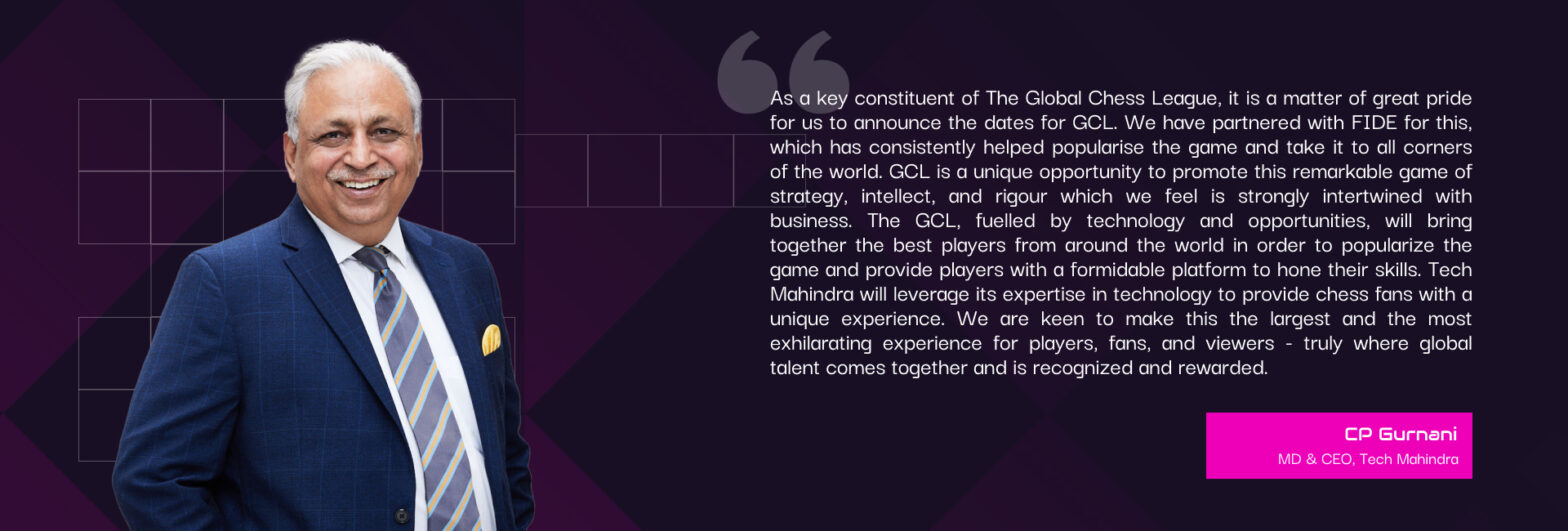 As a key constituent of The Global Chess League, it is a matter of great pride
for us to announce the dates for GCL. We have partnered with FIDE for this,
which has consistently helped popularise the game and take it to all corners
of the world. GCL is a unique opportunity to promote this remarkable game of
strategy, intellect, and rigour which we feel is strongly intertwined with
business. The GCL, fuelled by technology and opportunities, will bring
together the best players from around the world in order to popularize the
game and provide players with a formidable platform to hone their skills. Tech
Mahindra will leverage its expertise in technology to provide chess fans with a
unique experience. We are keen to make this the largest and the most
exhilarating experience for players, fans, and viewers - truly where global
talent comes together and is recognized and rewarded.
CP Gurnani
MD & CEO, Tech Mahindra